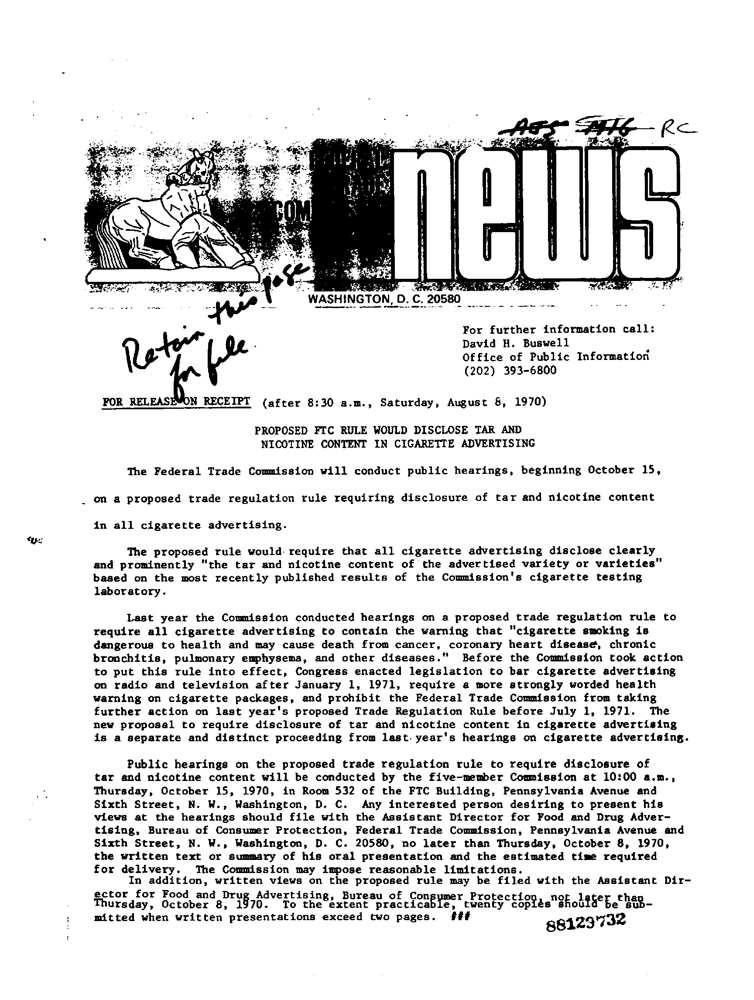 RC
FEDERAL
TRADE
COM
news
WASHINGTON, D. C. 20580
Retain this page
for file
For further information call:
David H. Buswell
Office of Public Information
(202) 393-6800
FOR RELEASE ON RECEIPT (after 8:30 a.m., Saturday, August 8, 1970)
PROPOSED FTC RULE WOULD DISCLOSE TAR AND
NICOTINE CONTENT IN CIGARETTE ADVERTISING
The Federal Trade Commission will conduct public hearings, beginning October 15,
on a proposed trade regulation rule requiring disclosure of tar and nicotine content
in all cigarette advertising.
The proposed rule would require that all cigarette advertising disclose clearly
and prominently "the tar and nicotine content of the advertised variety or varieties"
based on the most recently published results of the Commission's cigarette testing
laboratory.
Last year the Commission conducted hearings on a proposed trade regulation rule to
require all cigarette advertising to contain the warning that "cigarette smoking is
dangerous to health and may cause death from cancer, coronary heart disease, chronic
bronchitis, pulmonary emphysema, and other diseases." Before the Commission took action
to put this rule into effect, Congress enacted legislation to bar cigarette advertising
on radio and television after January 1, 1971, require a more strongly worded health
warning on cigarette packages, and prohibit the Federal Trade Commission from taking
further action on last year's proposed Trade Regulation Rule before July 1, 1971. The
new proposal to require disclosure of tar and nicotine content in cigarette advertising
is a separate and distinct proceeding from last year's hearings on cigarette advertising.
Public hearings on the proposed trade regulation rule to require disclosure of
tar and nicotine content will be conducted by the five-member Commission at 10:00 a.m.,
Thursday, October 15, 1970, in Room 532 of the FTC Building, Pennsylvania Avenue and
Sixth Street, N. W., Washington, D. C. Any interested person desiring to present his
views at the hearings should file with the Assistant Director for Food and Drug Adver-
tising, Bureau of Consumer Protection, Federal Trade Commission, Pennsylvania Avenue and
Sixth Street, N. W., Washington, D. C. 20580, no later than Thursday, October 8, 1970,
the written text or summary of his oral presentation and the estimated time required
for delivery. The Commission may impose reasonable limitations.
In addition, written views on the proposed rule may be filed with the Assistant Dir-
ector for Food and Drug Advertising, Bureau of Consumer Protection, not later than
Thursday, October 8, 1970. To the extent practicable, twenty copies should be sub-
mitted when written presentations exceed two pages. ###
88129732